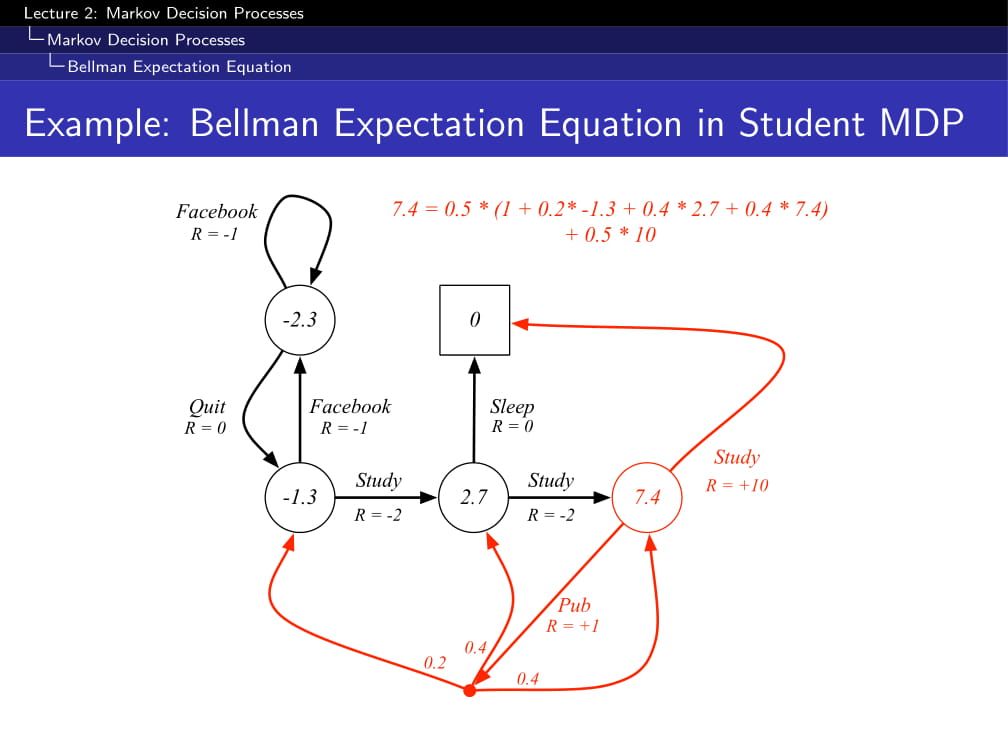 Lecture 2: Markov Decision Processes
Markov Decision Processes
Bellman Expectation Equation
Example: Bellman Expectation Equation in Student MDP
7.4 = 0.5 * (1 + 0.2* -1.3 + 0.4 * 2.7 + 0.4 * 7.4)
+ 0.5 * 10
Facebook
R = -1
-2.3
0
Quit
R = 0
Facebook
R = -1
Sleep
R = 0
-1.3
Study
R = -2
2.7
Study
R = -2
7.4
Study
R = +10
Pub
R = +1
0.4
0.2
0.4